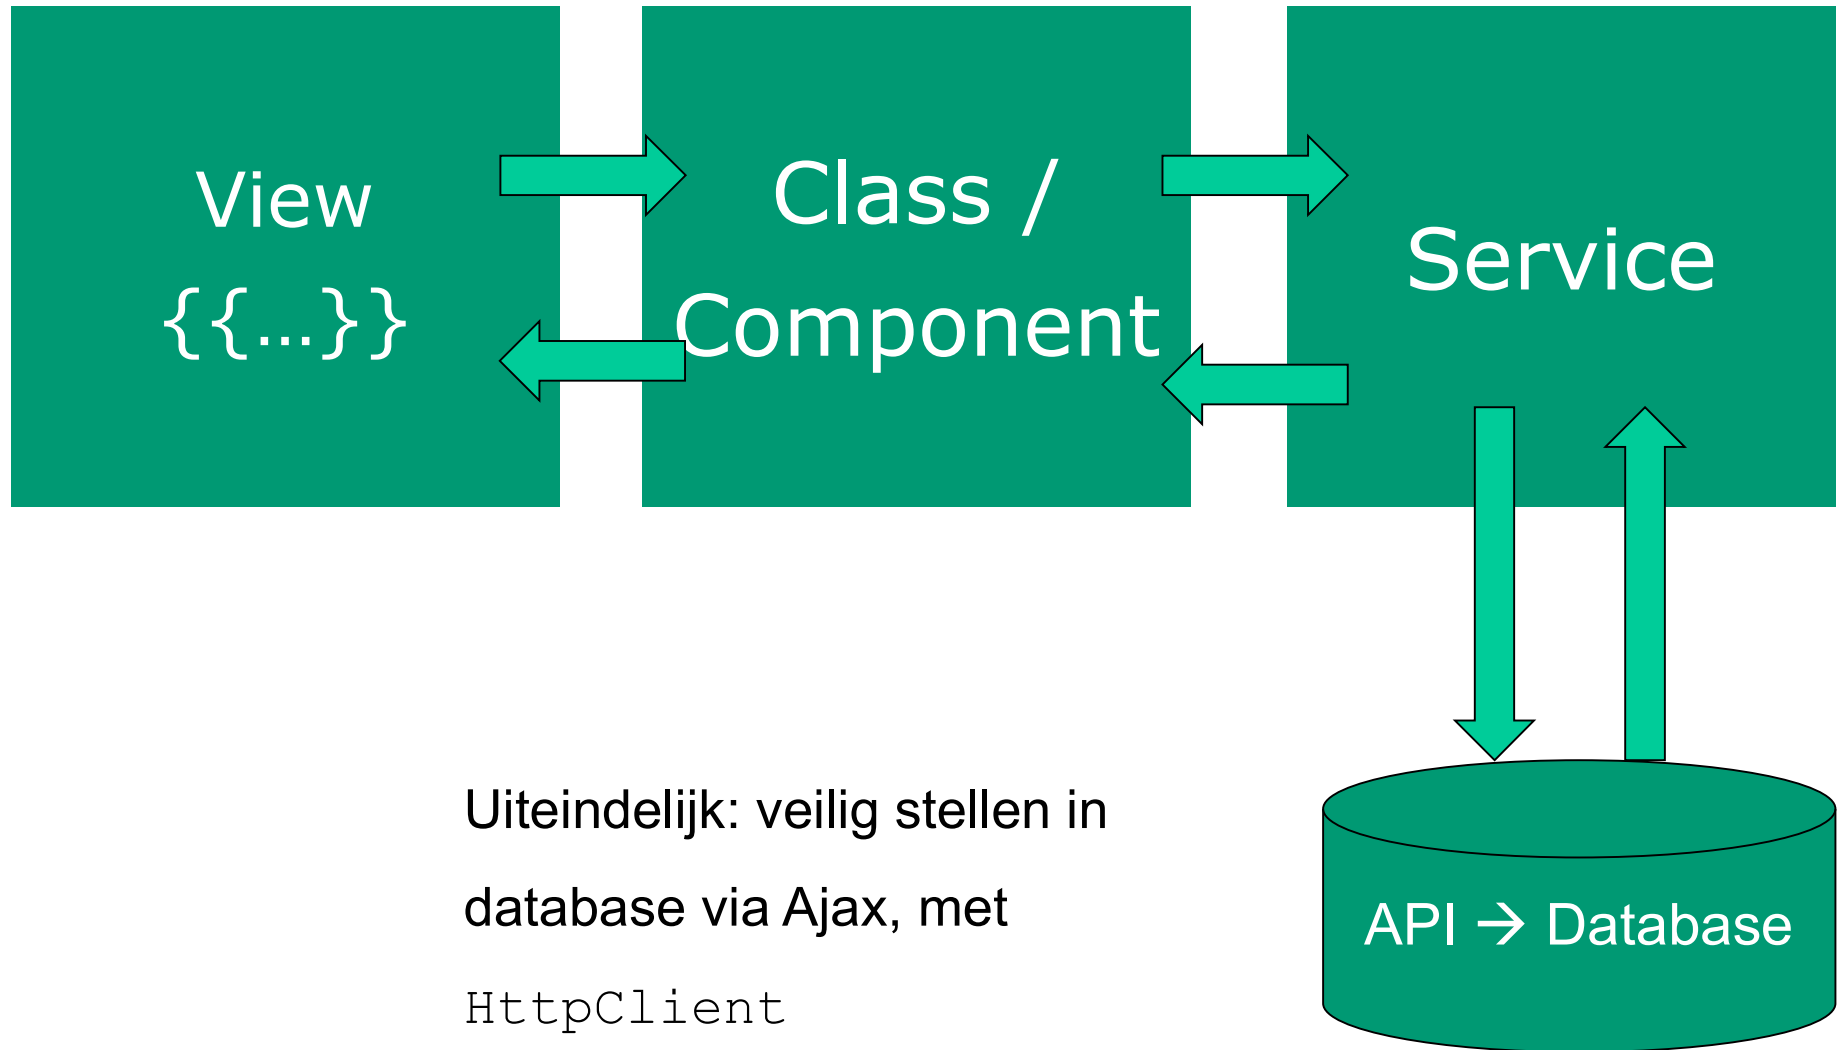 View
{{…}}
Class /
Component
Service
Uiteindelijk: veilig stellen in
database via Ajax, met
HttpClient
API → Database